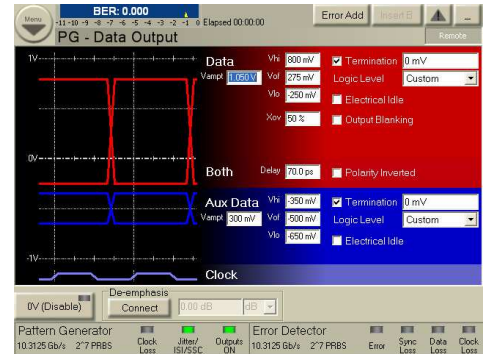 Menu
BER: 0.000
-11 -10 -9 -8 -7 -6 -5 -4 -3 -2 -1 0 Elapsed 00:00:00
Error Add
Insert B
PG - Data Output
Remote
1V
Data
Vampt 1.050 V
Vhi 800 mV
Vof 275 mV
Vlo -250 mV
Xov 50 %
Termination 0 mV
Logic Level Custom
Electrical Idle
Output Blanking
0V
Both
Delay 70.0 ps
Polarity Inverted
Aux Data
Vampt 300 mV
Vhi -350 mV
Vof -500 mV
Vlo -650 mV
Termination 0 mV
Logic Level Custom
Electrical Idle
-1V
Clock
0V (Disable)
De-emphasis
Connect
0.00 dB
dB
Pattern Generator
10.3125 Gb/s 2^7 PRBS
Clock Loss
Jitter/ ISI/SSC
Outputs ON
Error Detector
10.3125 Gb/s 2^7 PRBS
Error
Sync Loss
Data Loss
Clock Loss